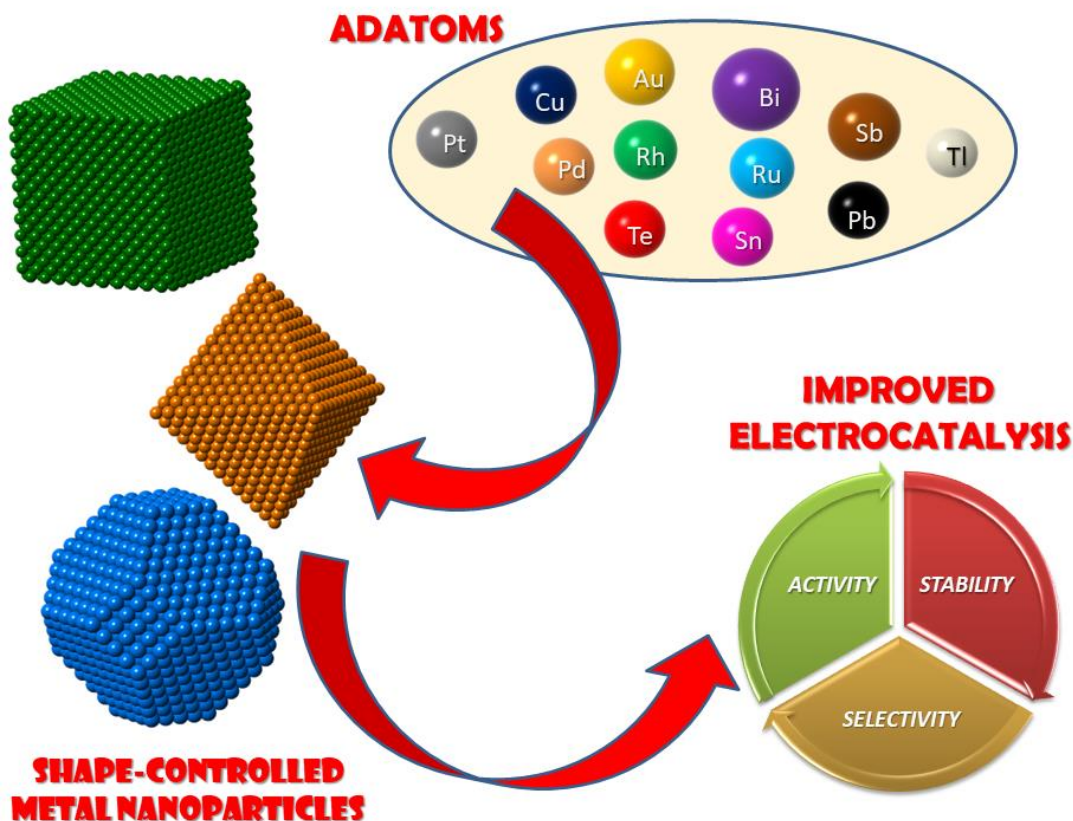 ADATOMS
Au
Bi
Cu
Sb
Pt
Pd
Rh
Ru
Tl
Te
Sn
Pb
IMPROVED
ELECTROCATALYSIS
ACTIVITY
STABILITY
SELECTIVITY
SHAPE-CONTROLLED
METAL NANOPARTICLES